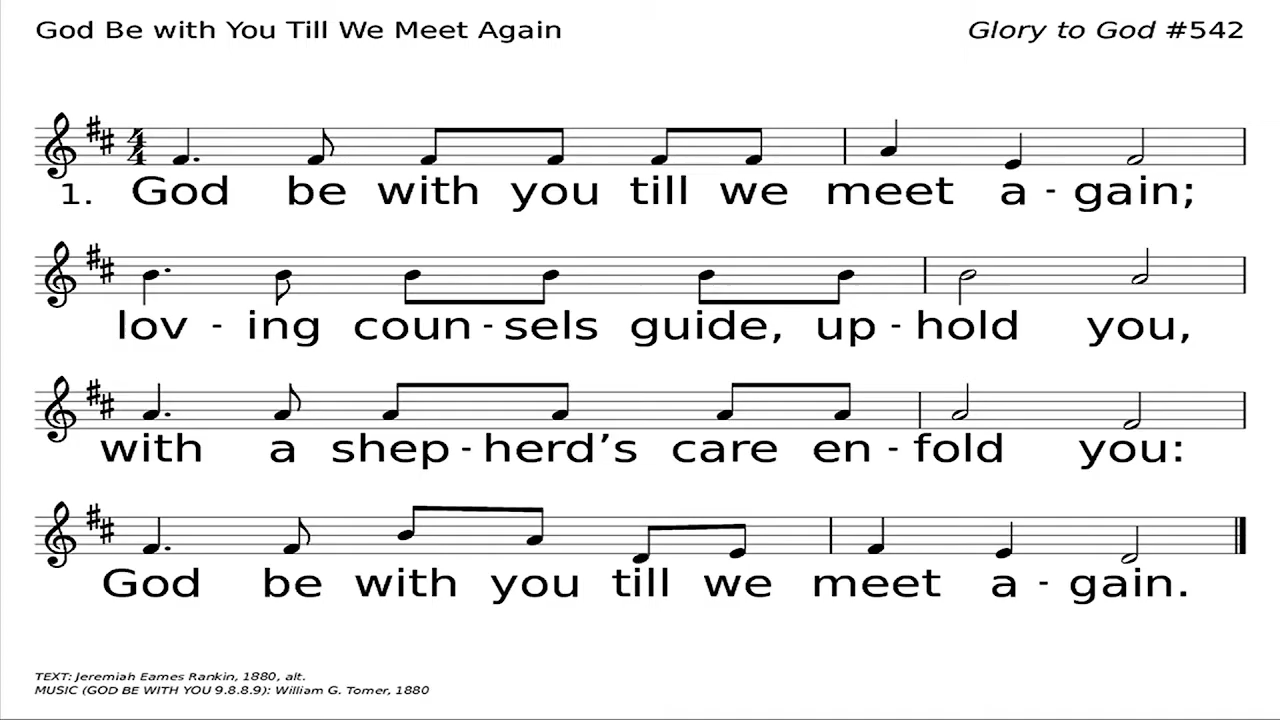 God Be with You Till We Meet Again
Glory to God #542
1. God be with you till we meet a - gain;
lov - ing coun - sels guide, up - hold you,
with a shep - herd's care en - fold you:
God be with you till we meet a - gain.
TEXT: Jeremiah Eames Rankin, 1880, alt.
MUSIC (GOD BE WITH YOU 9.8.8.9): William G. Tomer, 1880